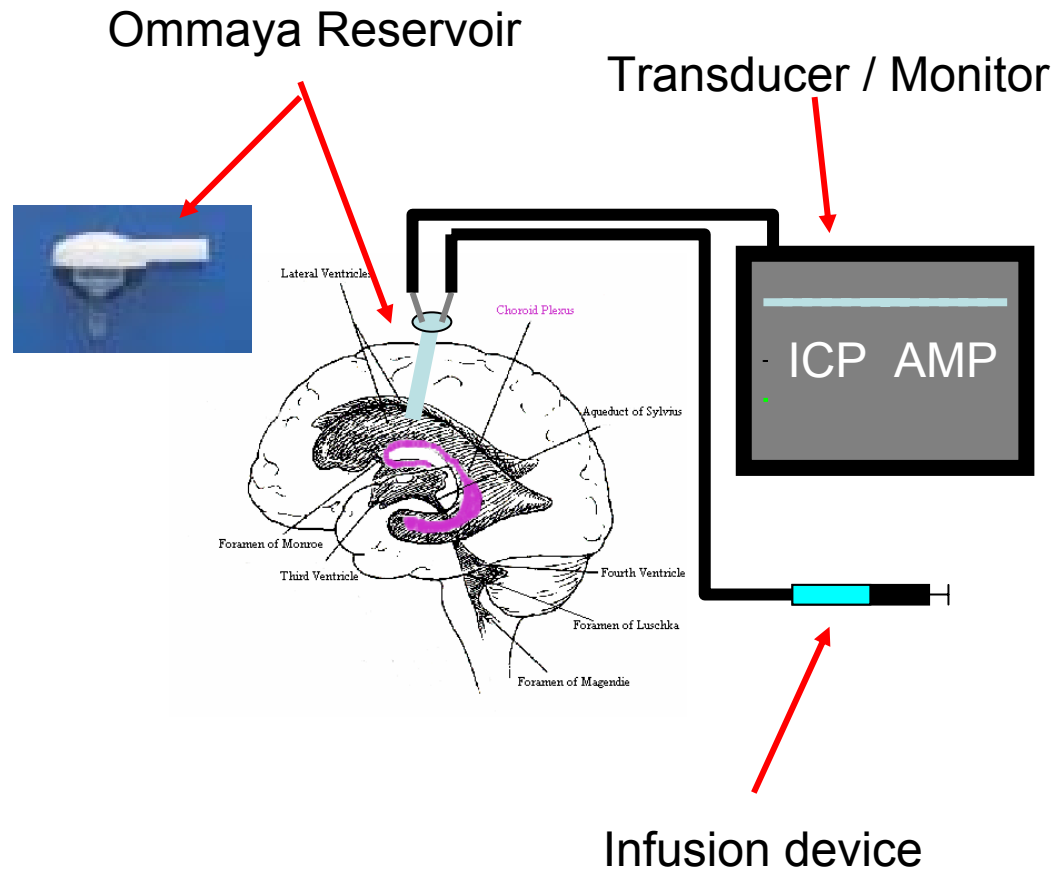 Ommaya Reservoir
Transducer / Monitor
Lateral Ventricles
Choroid Plexus
ICP AMP
Aqueduct of Sylvius
Foramen of Monroe
Third Ventricle
Fourth Ventricle
Foramen of Luschka
Foramen of Magendie
Infusion device